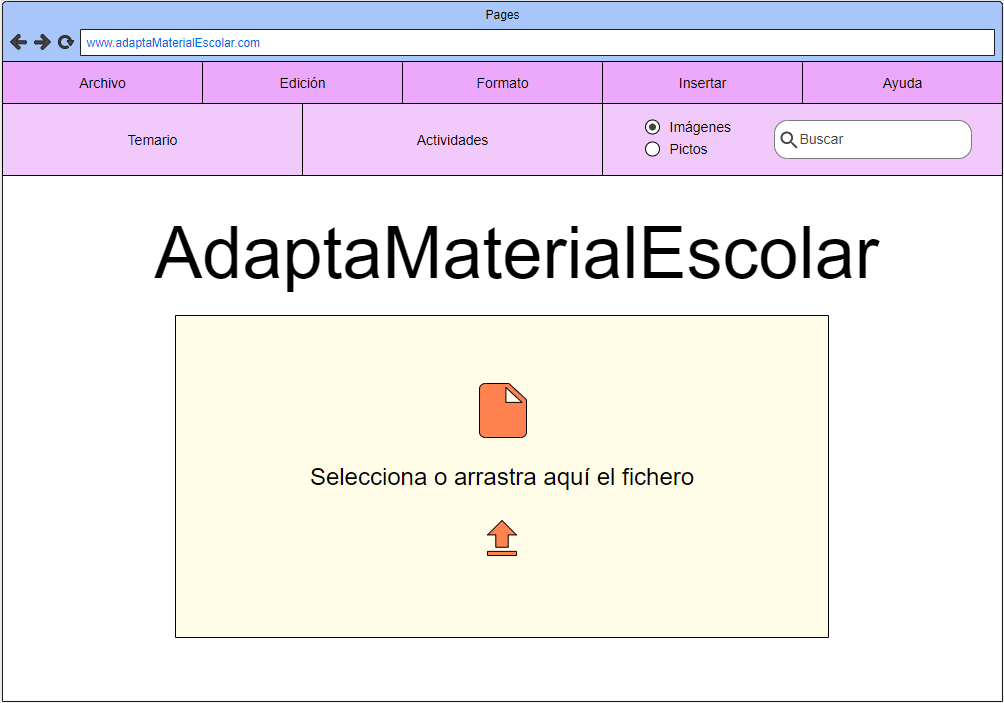 Pages
www.adaptaMaterialEscolar.com
Archivo
Edición
Formato
Insertar
Ayuda
Temario
Actividades
Imágenes
Pictos
Buscar
AdaptaMaterialEscolar
Selecciona o arrastra aquí el fichero